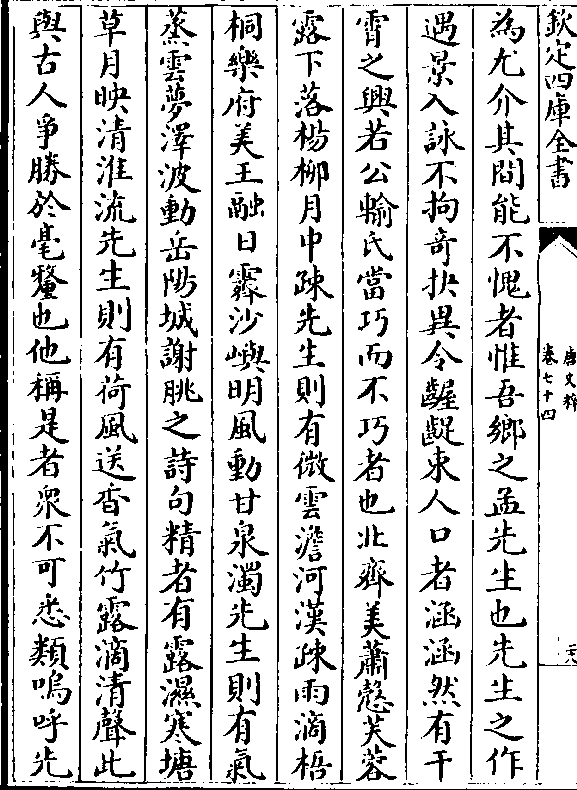 欽定四庫全書
唐文粹
卷七十四
為尤介其間能不愧者惟吾鄉之孟先生也先生之作
遇景入詠不拘竒抉異令齷齪束人口者涵涵然有干
霄之興若公輸氏當巧而不巧者也北齊美蕭慤芙蓉
露下落楊柳月中疎先生則有微雲澹河漢疎雨滴梧
桐樂府美王融日霽沙嶼明風動甘泉濁先生則有氣
蒸雲夢澤波動岳陽城謝朓之詩句精者有露濕寒塘
草月映清淮流先生則有荷風送香氣竹露滴清聲此
與古人爭勝於毫釐也他稱是者衆不可悉類嗚呼先